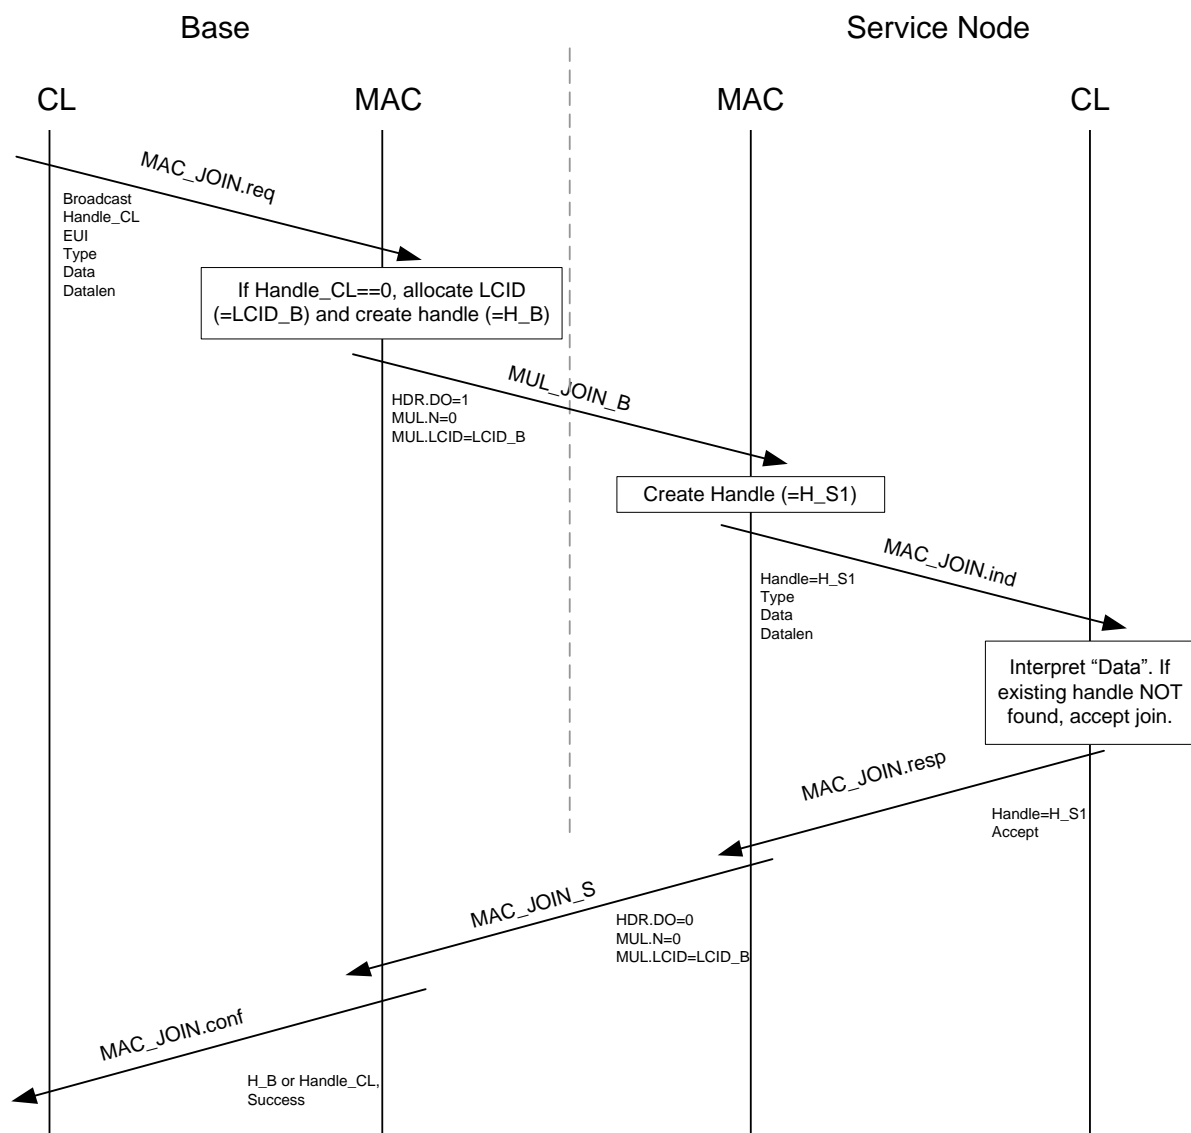 Base
Service Node
CL
MAC
MAC
CL
MAC_JOIN.req
Broadcast
Handle_CL
EUI
Type
Data
Datalen
If Handle_CL==0, allocate LCID
(=LCID_B) and create handle (=H_B)
MUL_JOIN_B
HDR.DO=1
MUL.N=0
MUL.LCID=LCID_B
Create Handle (=H_S1)
MAC_JOIN.ind
Handle=H_S1
Type
Data
Datalen
Interpret “Data”. If
existing handle NOT
found, accept join.
MAC_JOIN.resp
Handle=H_S1
Accept
MAC_JOIN_S
HDR.DO=0
MUL.N=0
MUL.LCID=LCID_B
MAC_JOIN.conf
H_B or Handle_CL,
Success